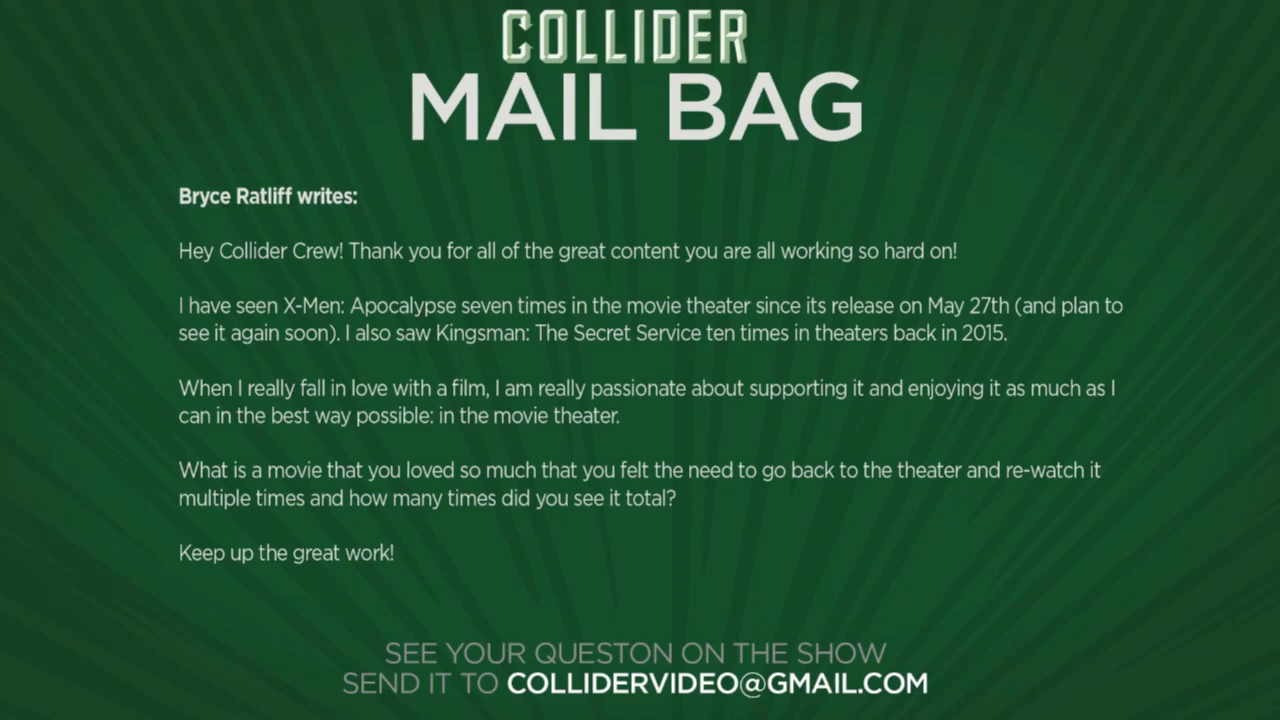 COLLIDER
MAIL BAG
Bryce Ratliff writes:
Hey Collider Crew! Thank you for all of the great content you are all working so hard on!
I have seen X-Men: Apocalypse seven times in the movie theater since its release on May 27th (and plan to
see it again soon). I also saw Kingsman: The Secret Service ten times in theaters back in 2015.
When I really fall in love with a film, I am really passionate about supporting it and enjoying it as much as I
can in the best way possible: in the movie theater.
What is a movie that you loved so much that you felt the need to go back to the theater and re-watch it
multiple times and how many times did you see it total?
Keep up the great work!
SEE YOUR QUESTON ON THE SHOW
SEND IT TO COLLIDERVIDEO@GMAIL.COM